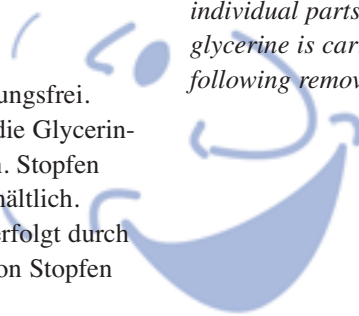 individual parts
glycerine is car
following remov
ungsfrei.
die Glycerin-
n. Stopfen
hältlich.
erfolgt durch
on Stopfen